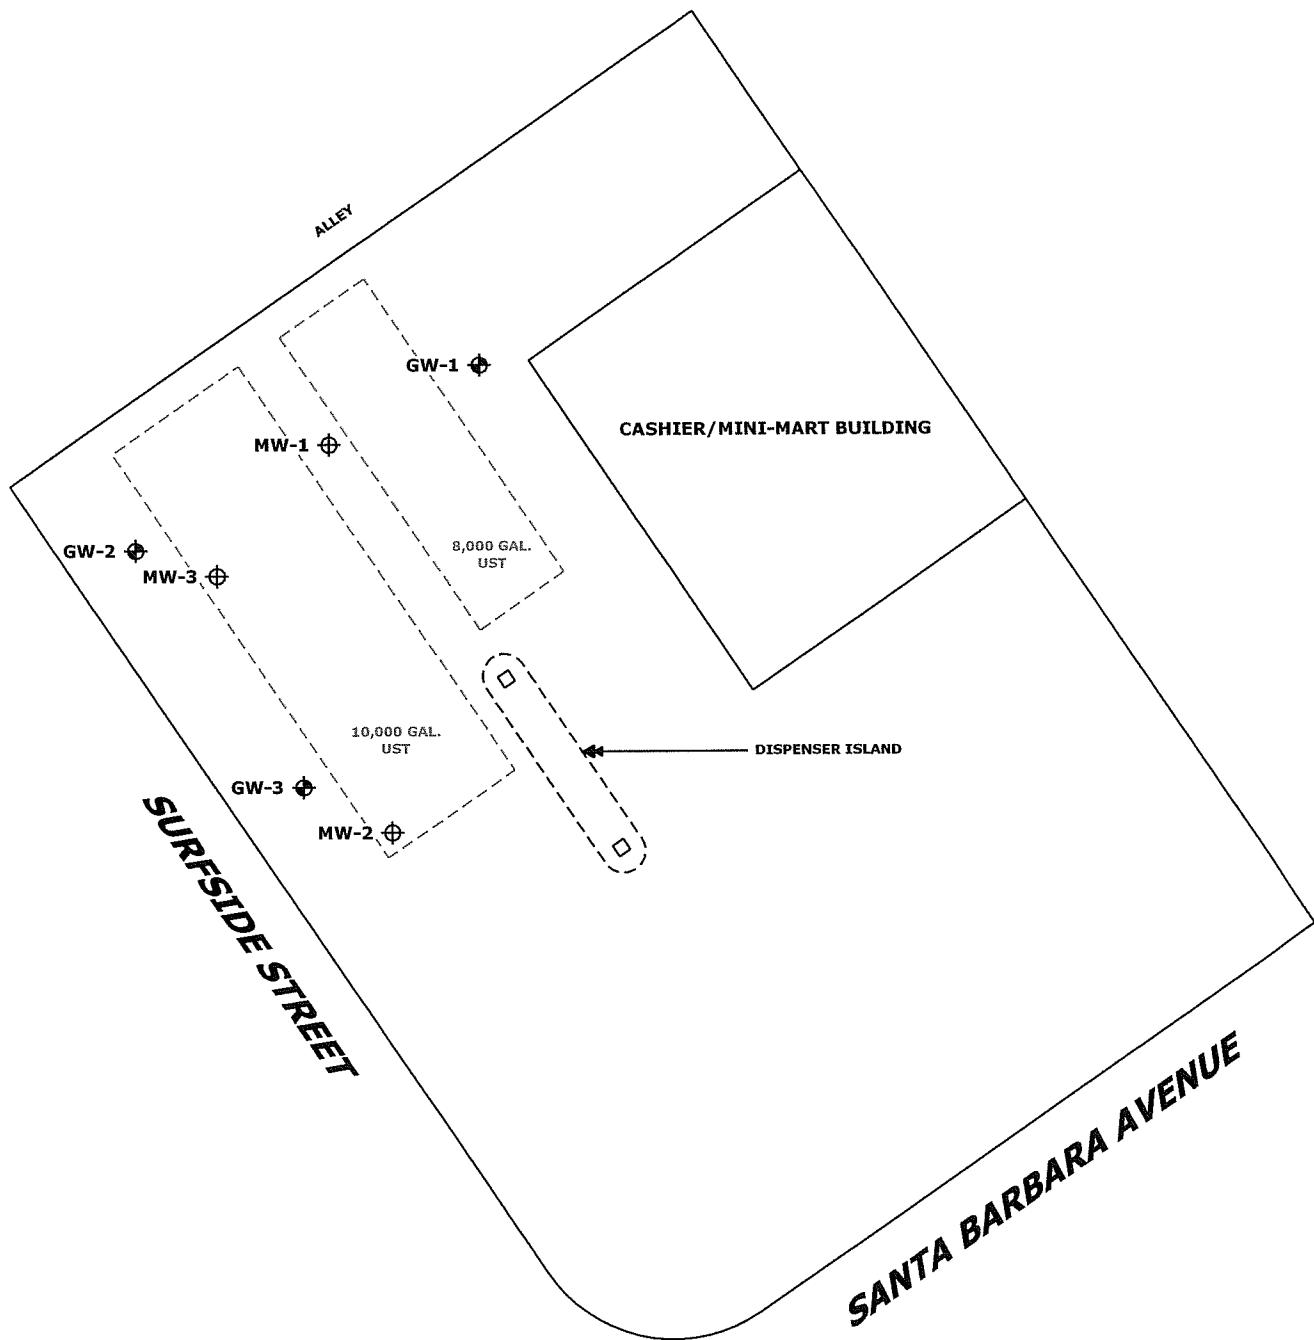 ALLEY
GW-1
CASHIER/MINI-MART BUILDING
MW-1
8,000 GAL.
UST
GW-2
MW-3
10,000 GAL.
UST
DISPENSER ISLAND
GW-3
MW-2
SURFSIDE STREET
SANTA BARBARA AVENUE